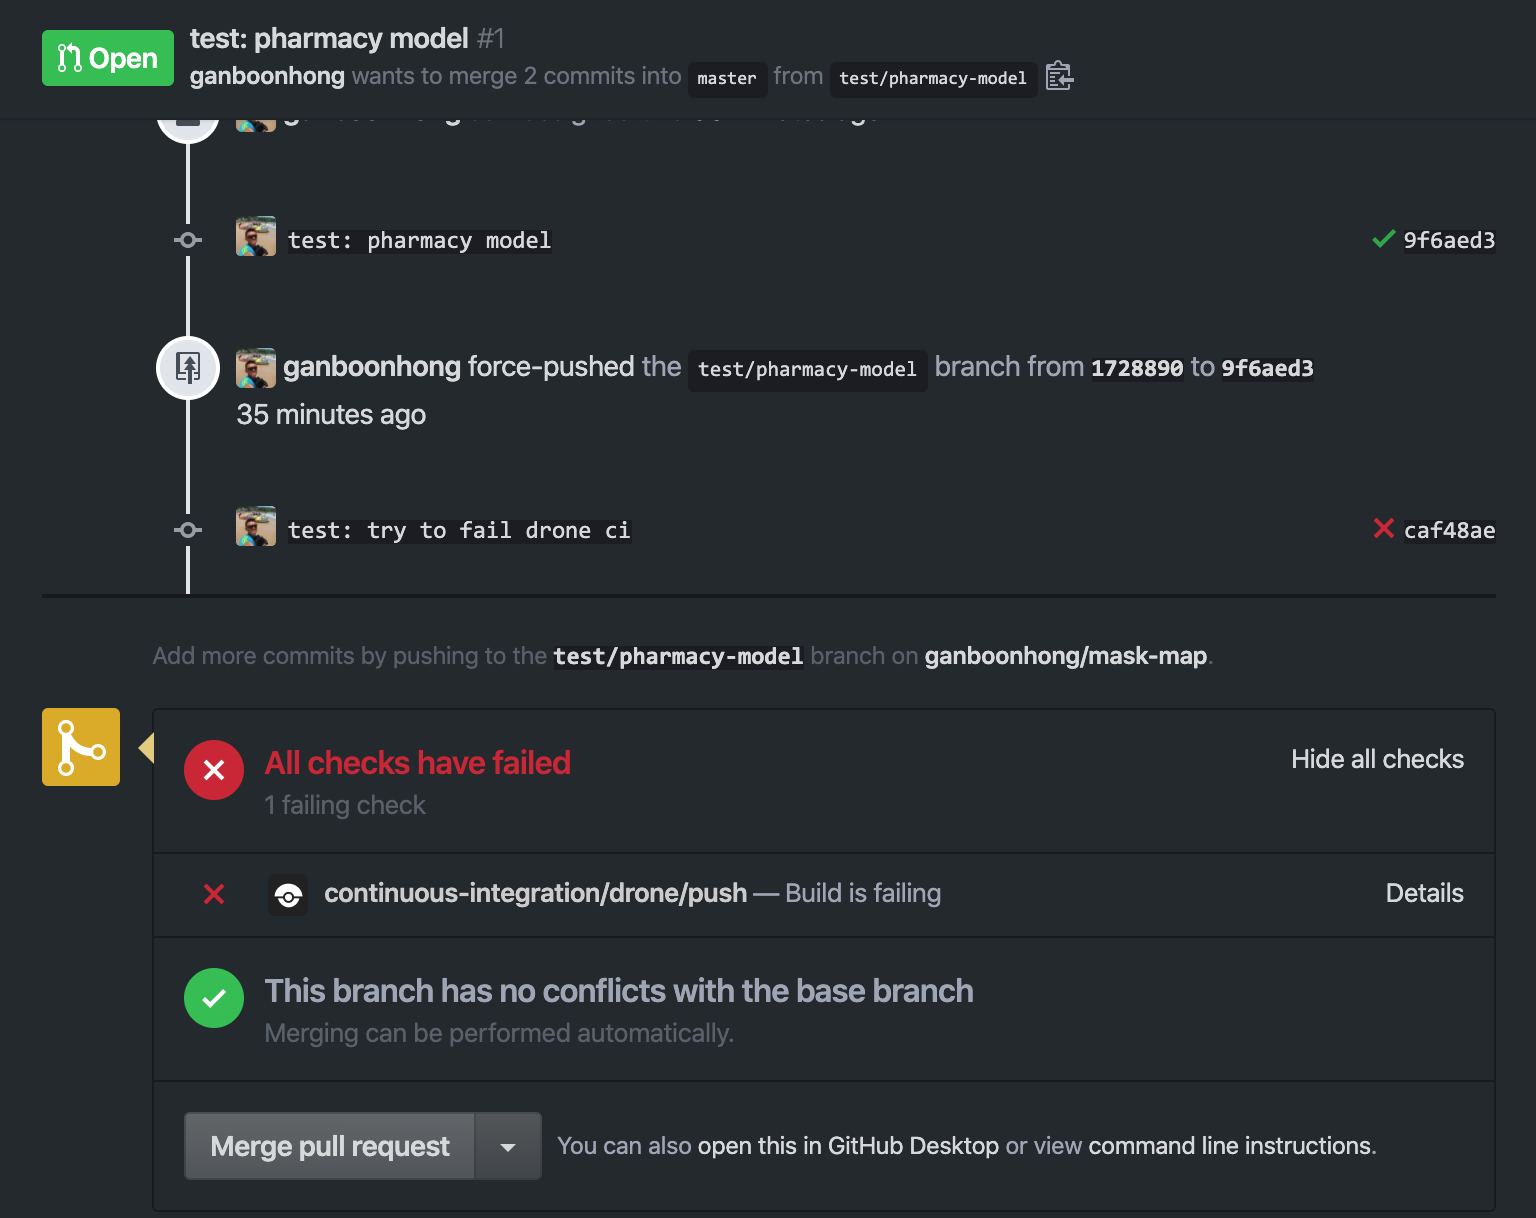 Open
test: pharmacy model #1
ganboonhong wants to merge 2 commits into master from test/pharmacy-model
ganboonhong
test: pharmacy model 9f6aed3
ganboonhong force-pushed the test/pharmacy-model branch from 1728890 to 9f6aed3
35 minutes ago
test: try to fail drone ci caf48ae
Add more commits by pushing to the test/pharmacy-model branch on ganboonhong/mask-map.
All checks have failed Hide all checks
1 failing check
continuous-integration/drone/push — Build is failing Details
This branch has no conflicts with the base branch
Merging can be performed automatically.
Merge pull request You can also open this in GitHub Desktop or view command line instructions.